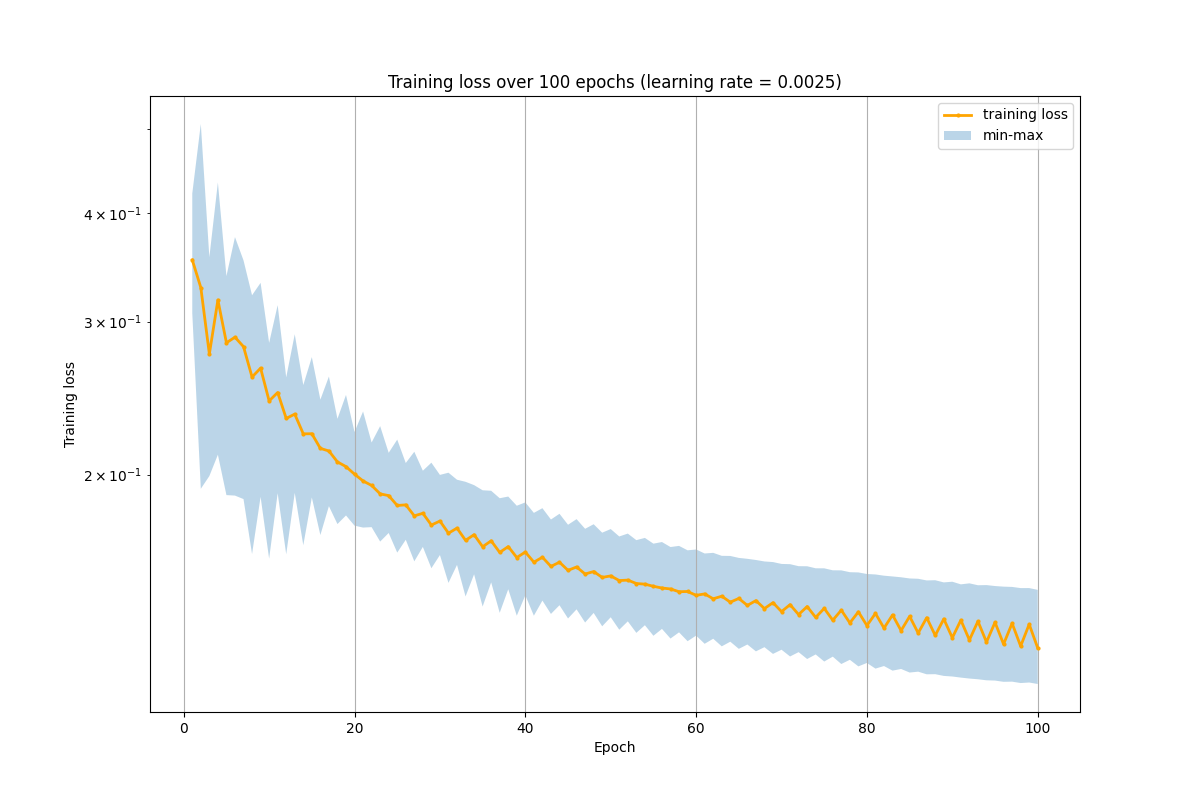 Training loss over 100 epochs (learning rate = 0.0025)
training loss
min-max
4 × 10⁻¹
3 × 10⁻¹
2 × 10⁻¹
Training loss
0 20 40 60 80 100
Epoch